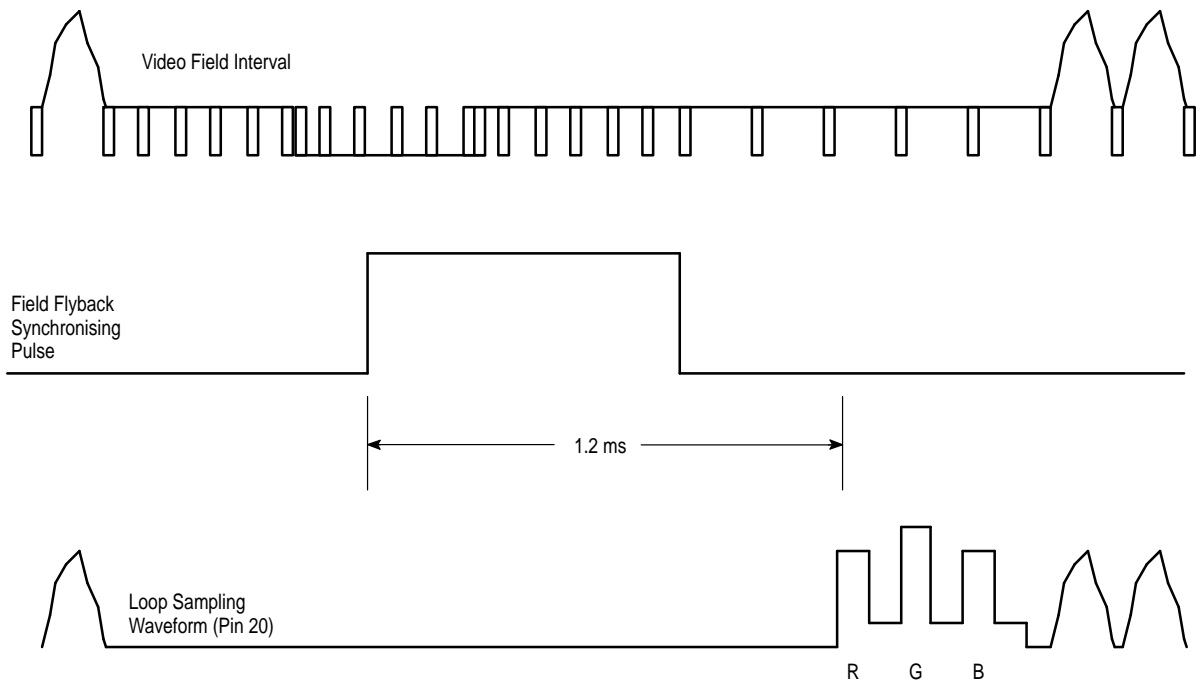 Video Field Interval
Field Flyback
Synchronising
Pulse
1.2 ms
Loop Sampling
Waveform (Pin 20)
R G B